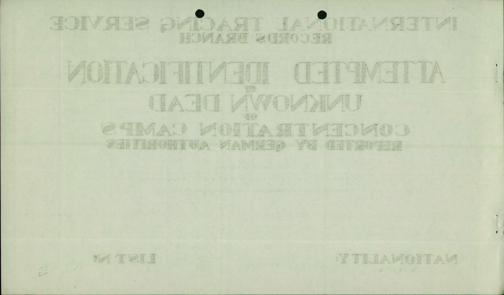 INTERNATIONAL TRACING SERVICE
RECORDS BRANCH
ATTEMPTED IDENTIFICATION
OF
UNKNOWN DEAD
OF
CONCENTRATION CAMPS
REPORTED BY GERMAN AUTHORITIES
NATIONALITY
LIST Nº